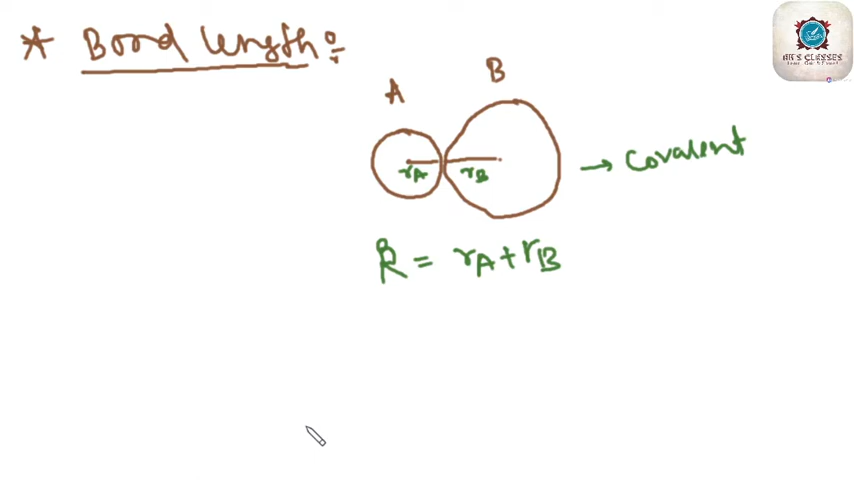 * Bond length:-
A
B
rA
rB
→ Covalent
R = rA + rB